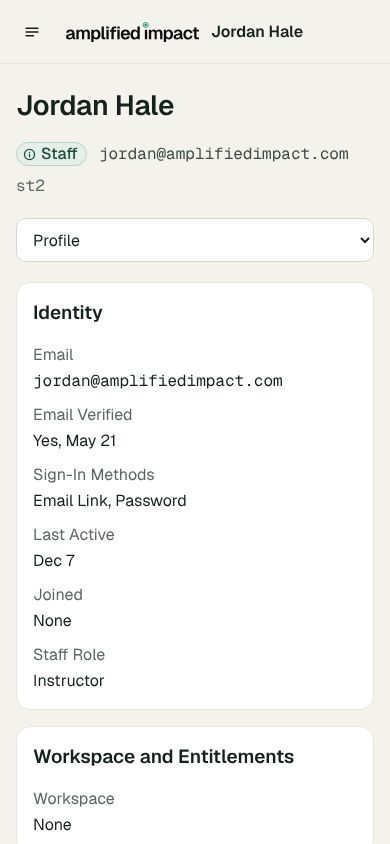 amplified impact Jordan Hale
Jordan Hale
Staff jordan@amplifiedimpact.com
st2
Profile
Identity
Email
jordan@amplifiedimpact.com
Email Verified
Yes, May 21
Sign-In Methods
Email Link, Password
Last Active
Dec 7
Joined
None
Staff Role
Instructor
Workspace and Entitlements
Workspace
None